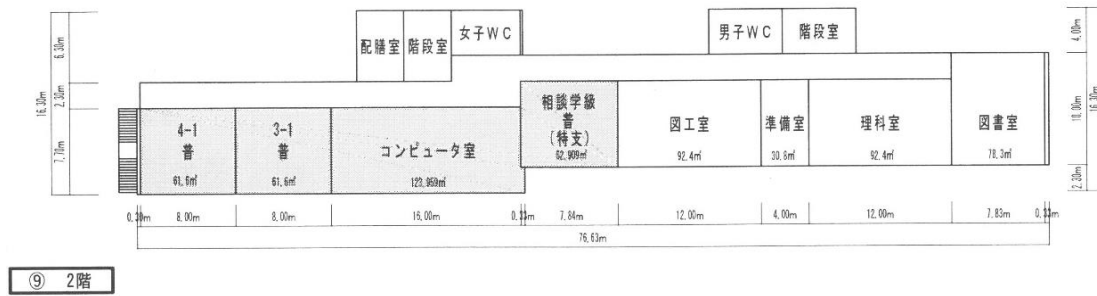 配膳室
階段室
女子WC
男子WC
階段室
4-1
普
61.6㎡
3-1
普
61.6㎡
コンピュータ室
123.959㎡
相談学級
普
(特支)
62.909㎡
図工室
92.4㎡
準備室
30.8㎡
理科室
92.4㎡
図書室
78.3㎡
16.30m
6.30m
2.30m
7.70m
4.00m
10.00m
2.30m
16.30m
0.30m
8.00m
8.00m
16.00m
0.33m
7.84m
12.00m
4.00m
12.00m
7.83m
0.33m
76.63m
⑨ 2階